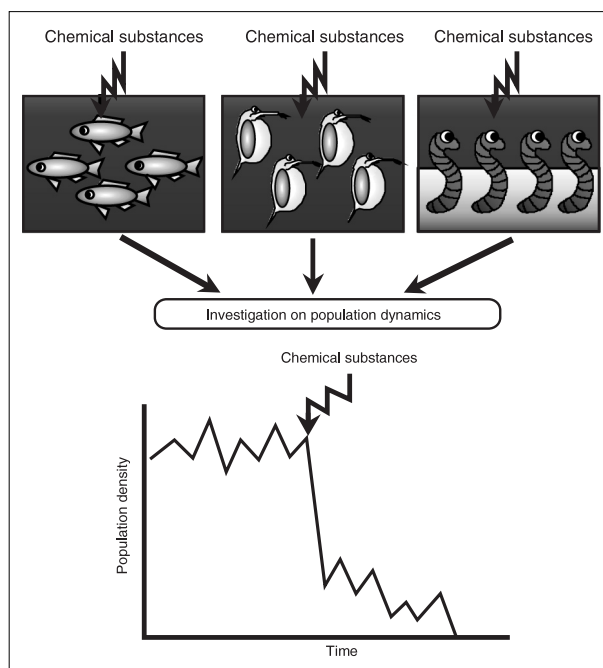 Chemical substances
Chemical substances
Chemical substances
Investigation on population dynamics
Chemical substances
Population density
Time